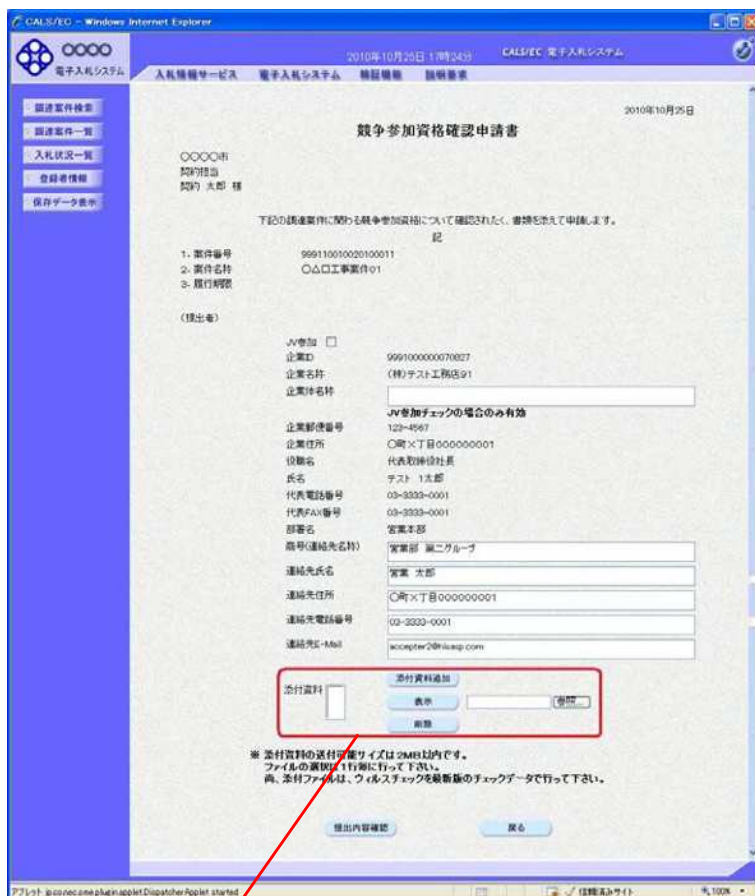 CALS/EC - Windows Internet Explorer
〇〇〇〇
電子入札システム
2010年10月25日 17時24分
CALS/EC 電子入札システム
入札情報サービス 電子入札システム 検証機能 説明要求
調達案件検索
調達案件一覧
入札状況一覧
登録者情報
保存データ表示
2010年10月25日
競争参加資格確認申請書
〇〇〇〇市
契約担当
契約 太郎 様
下記の調達案件に関わる競争参加資格について確認されたく、書類を添えて申請します。
記
1. 案件番号 999110010020100011
2. 案件名称 〇△口工事案件01
3. 履行期限
(提出者)
JV参加
企業ID 9991000000070827
企業名称 (株)テスト工務店91
企業体名称
JV参加チェックの場合のみ有効
企業郵便番号 123-4567
企業住所 〇町×丁目000000001
役職名 代表取締役社長
氏名 テスト 1太郎
代表電話番号 03-3333-0001
代表FAX番号 03-3333-0001
部署名 営業本部
商号(連絡先名称) 営業部 第二グループ
連絡先氏名 営業 太郎
連絡先住所 〇町×丁目000000001
連絡先電話番号 03-3333-0001
連絡先E-Mail
添付資料 添付資料追加
表示 参照...
削除
※ 添付資料の送付可能サイズは2MB以内です。
ファイルの選択は1行毎に行って下さい。
尚、添付ファイルは、ウィルスチェックを最新版のチェックデータで行って下さい。
提出内容確認 戻る
アプレット jp.co.nec.ome.plugin.applet.DispatcherApplet started
信頼済みサイト 100%